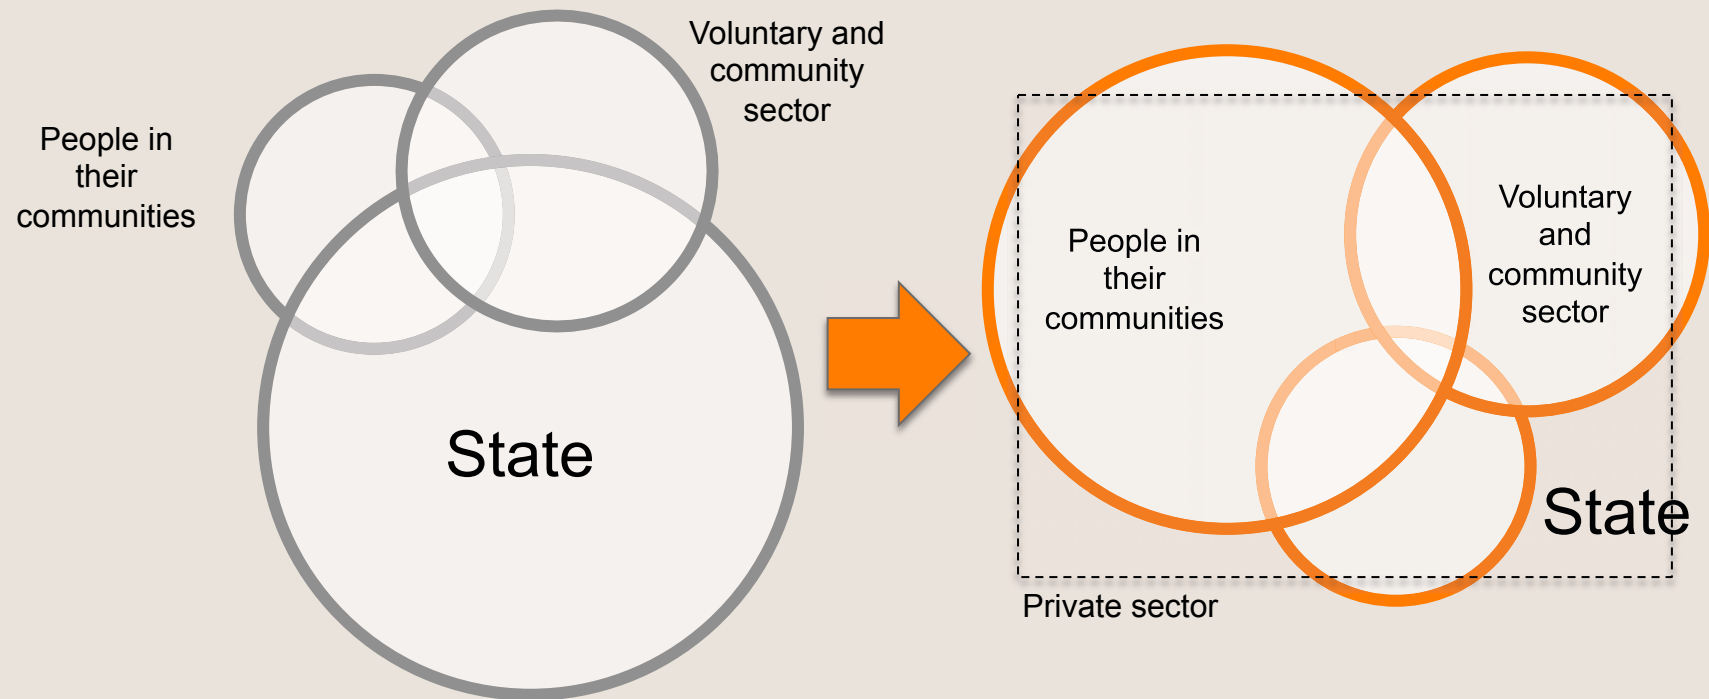 Voluntary and
community
sector
People in
their
communities
State
People in
their
communities
Voluntary
and
community
sector
State
Private sector